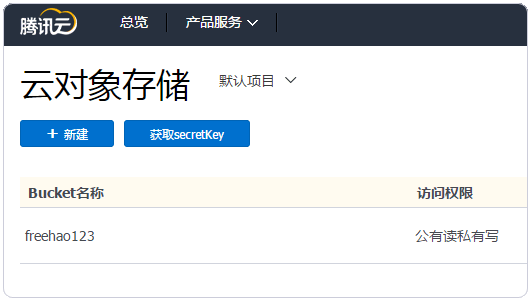 腾讯云 总览 产品服务
云对象存储 默认项目
新建 获取secretKey
Bucket名称 访问权限
freehao123 公有读私有写